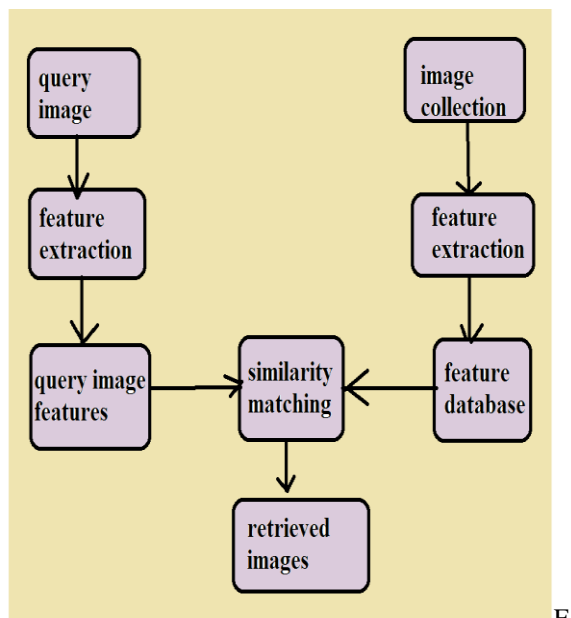 query
image
image
collection
feature
extraction
feature
extraction
query image
features
similarity
matching
feature
database
retrieved
images